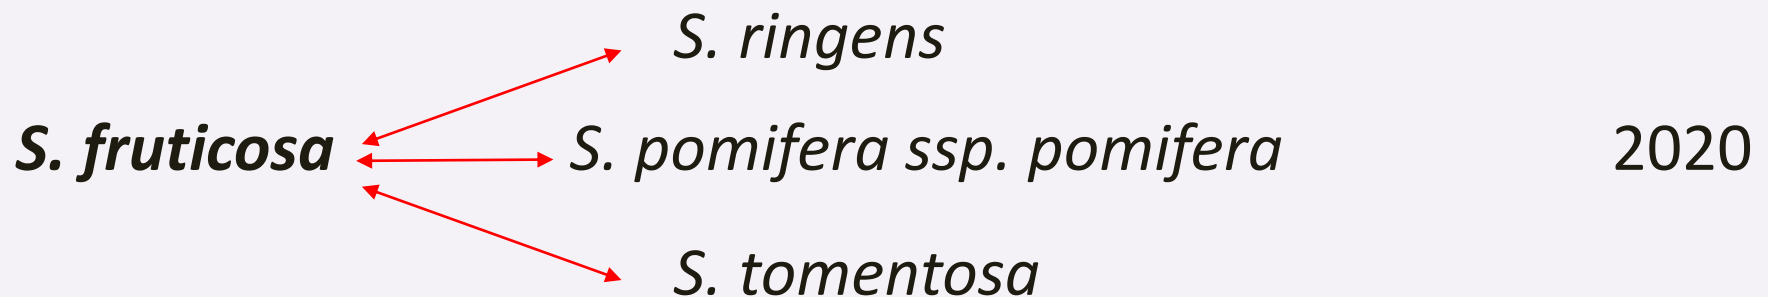 S. ringens
S. fruticosa S. pomifera ssp. pomifera 2020
S. tomentosa